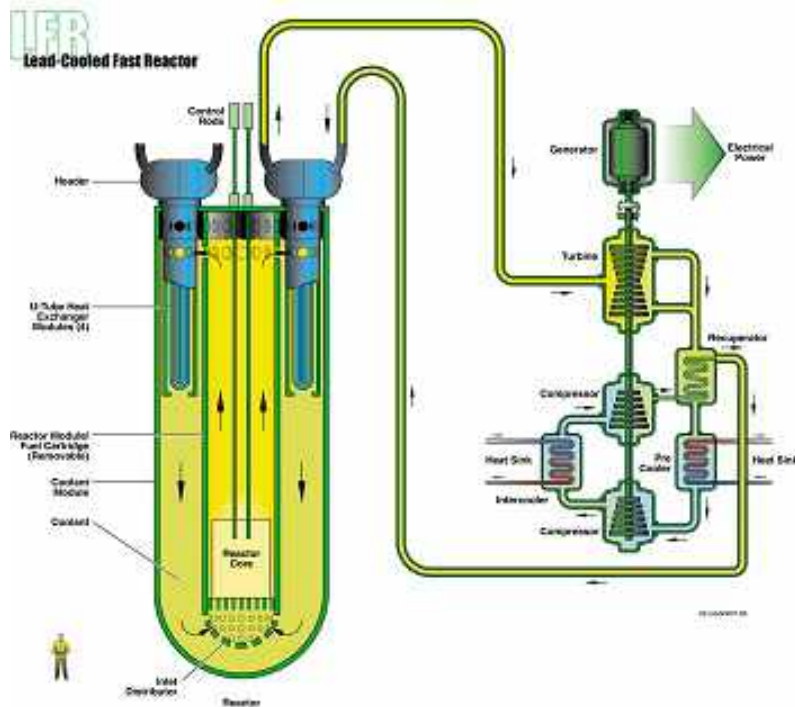 LFR
Lead-Cooled Fast Reactor
Control
Rods
Generator
Electrical
Power
Header
Turbine
U-Tube Heat
Exchanger
Modules (4)
Recuperator
Compressor
Reactor Module/
Fuel Cartridge
(Removable)
Heat Sink
Pre
Cooler
Heat Sink
Coolant
Module
Intercooler
Compressor
Coolant
Reactor
Core
Inlet
Distributor
Reactor